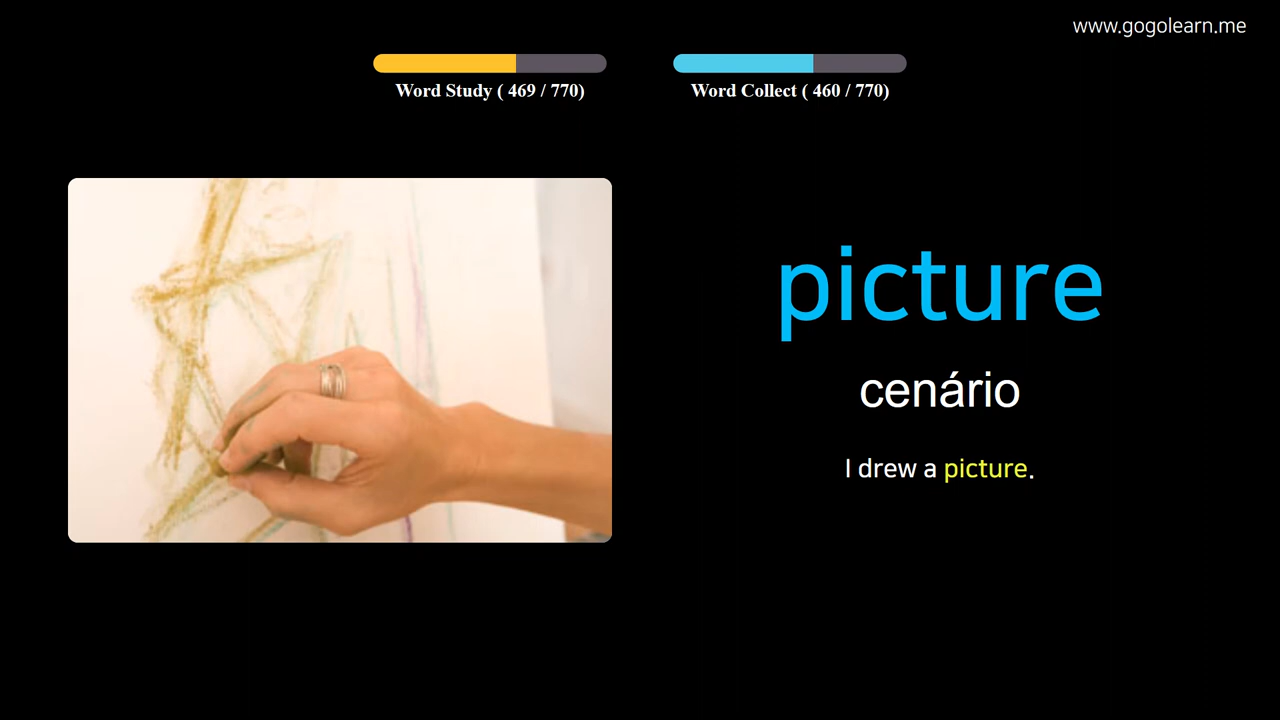 www.gogolearn.me
Word Study ( 469 / 770)
Word Collect ( 460 / 770)
picture
cenário
I drew a picture.